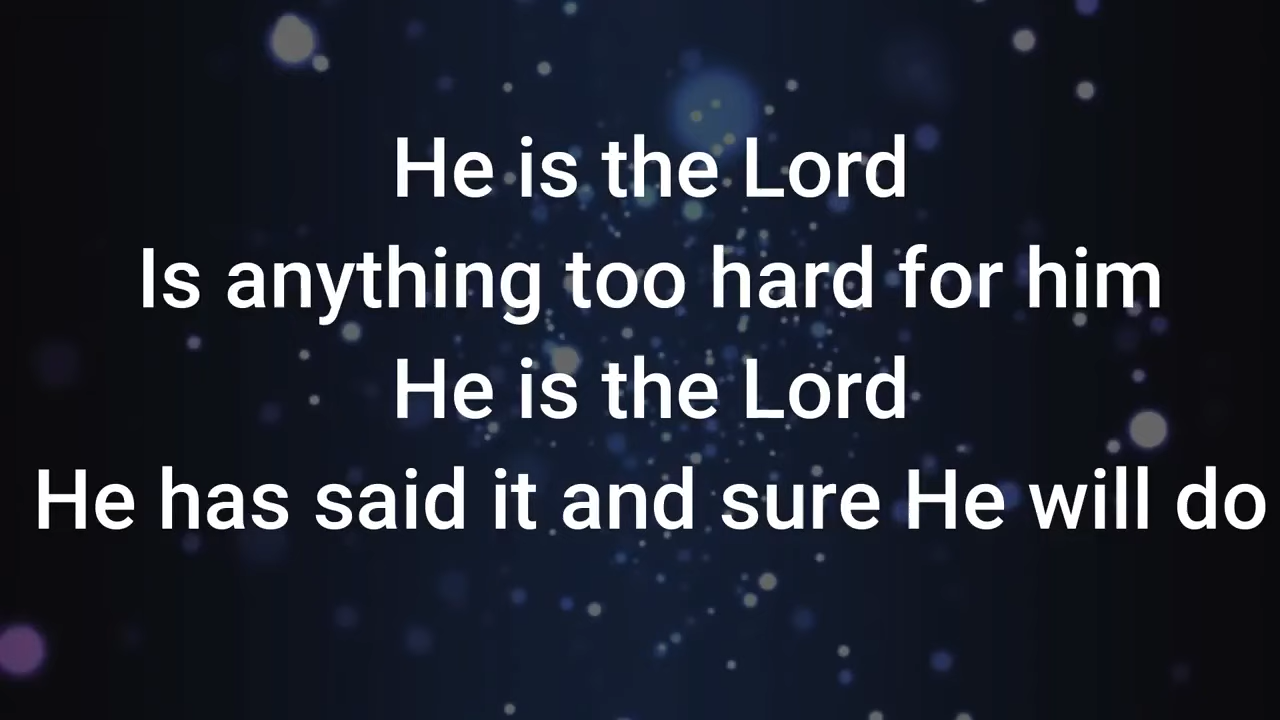 He is the Lord
Is anything too hard for him
He is the Lord
He has said it and sure He will do